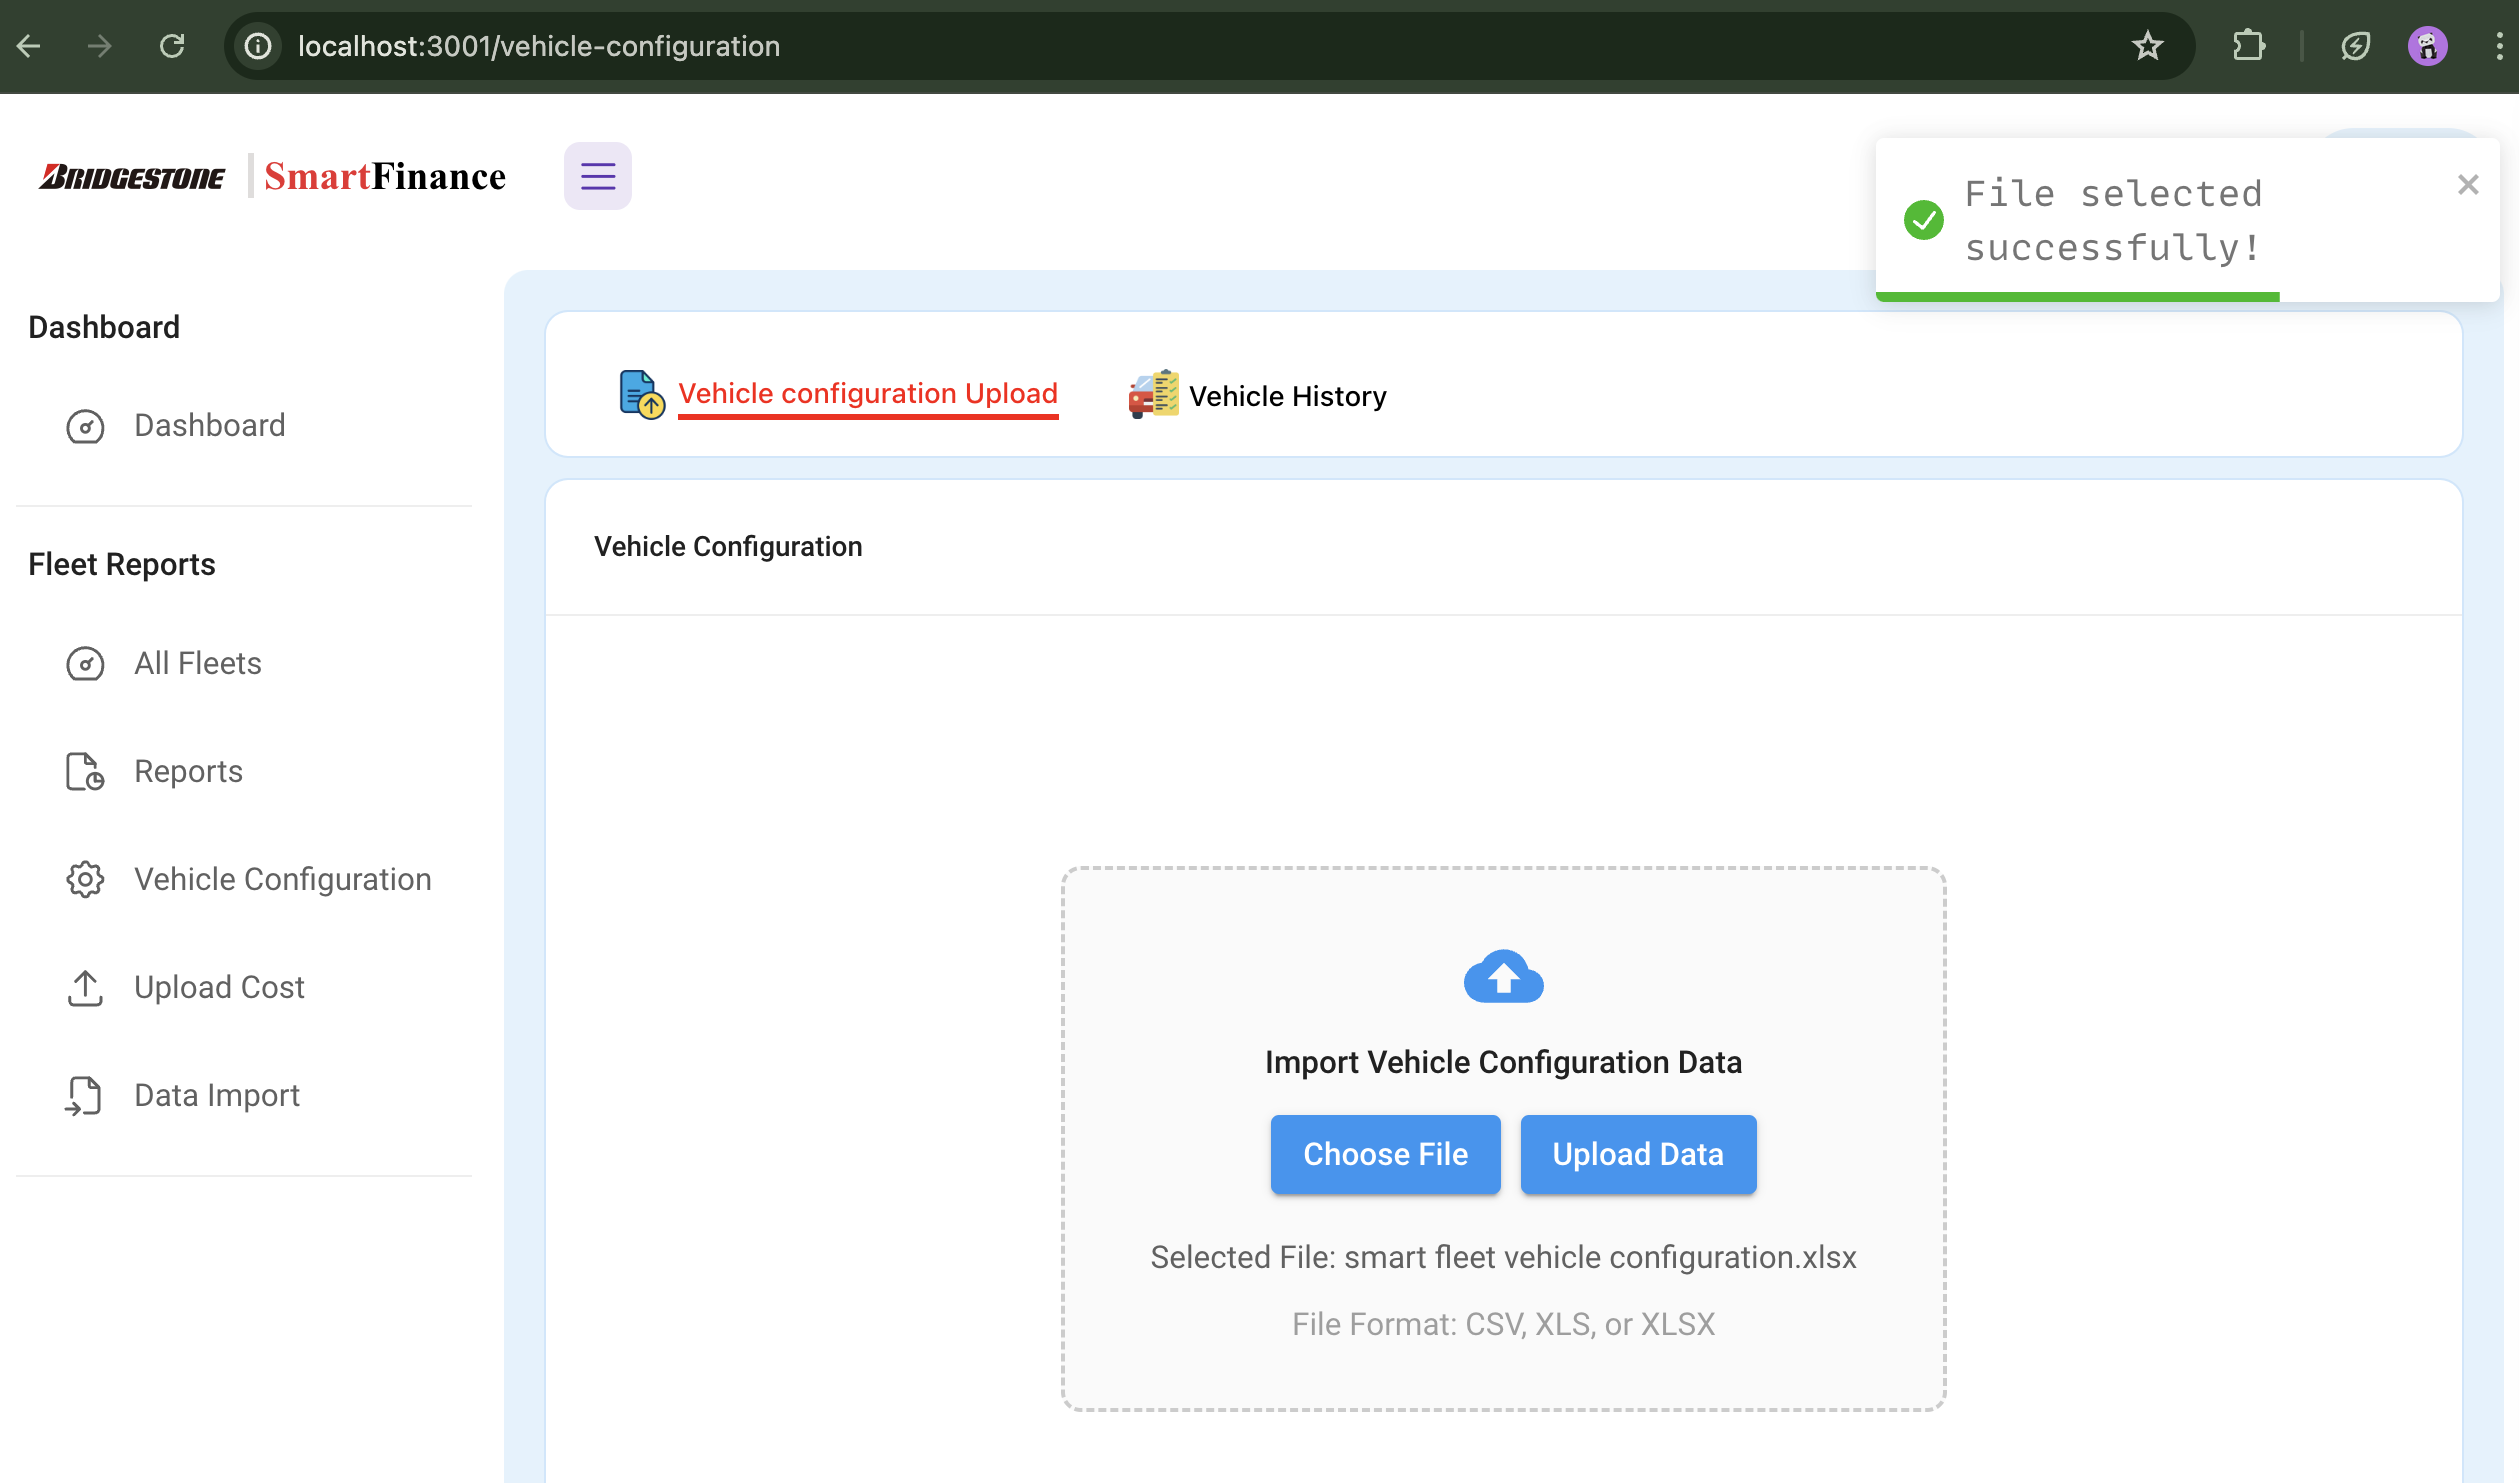 localhost:3001/vehicle-configuration
BRIDGESTONE
SmartFinance
File selected
successfully!
Dashboard
Dashboard
Fleet Reports
All Fleets
Reports
Vehicle Configuration
Upload Cost
Data Import
Vehicle configuration Upload
Vehicle History
Vehicle Configuration
Import Vehicle Configuration Data
Choose File
Upload Data
Selected File: smart fleet vehicle configuration.xlsx
File Format: CSV, XLS, or XLSX